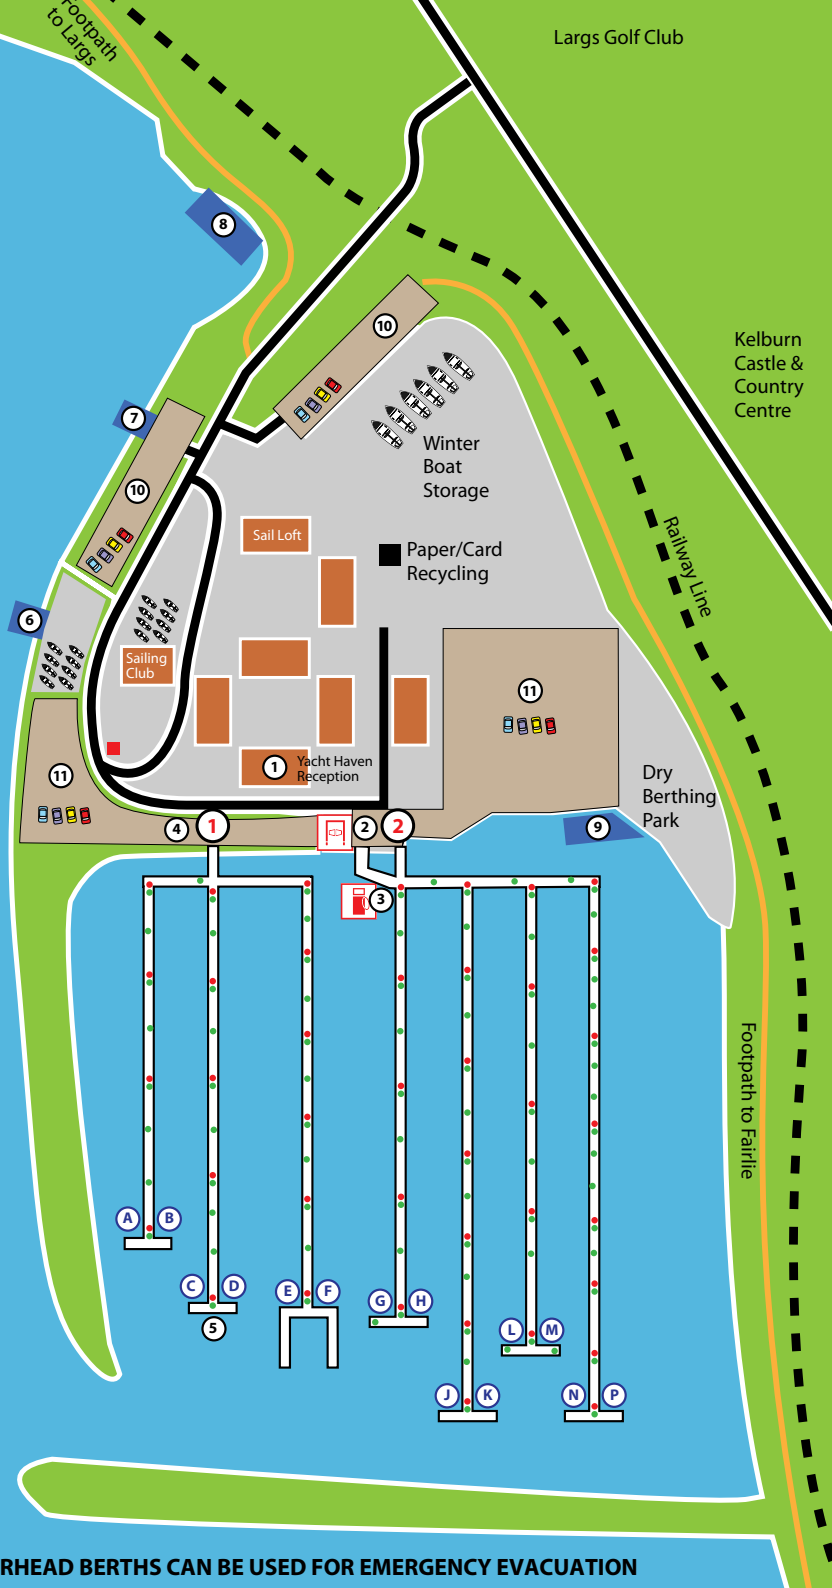 Footpath
to Largs
Largs Golf Club
8
10
Kelburn
Castle &
Country
Centre
7
Winter
Boat
Storage
10
Sail Loft
Paper/Card
Recycling
Railway Line
6
Sailing
Club
11
1
Yacht Haven
Reception
11
Dry
Berthing
Park
4
1
2
2
9
3
Footpath to Fairlie
A B
C D
E F
G H
5
L M
J K
N P
RHEAD BERTHS CAN BE USED FOR EMERGENCY EVACUATION